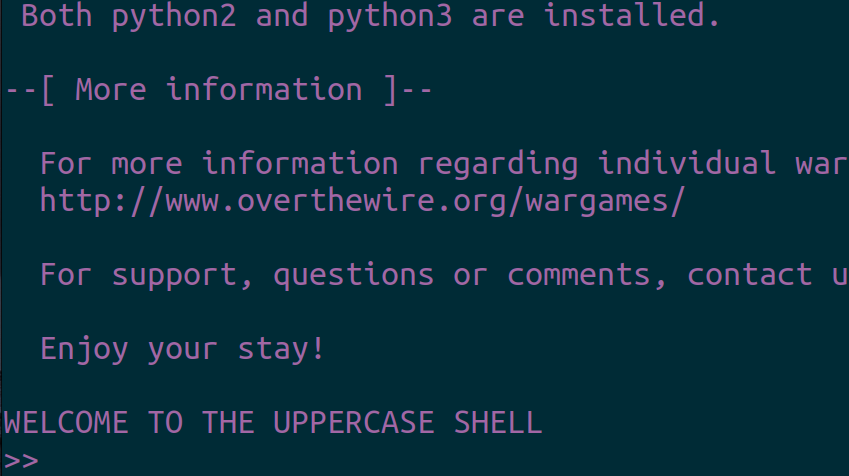 Both python2 and python3 are installed.
--[ More information ]--
For more information regarding individual war
http://www.overthewire.org/wargames/
For support, questions or comments, contact u
Enjoy your stay!
WELCOME TO THE UPPERCASE SHELL
>>